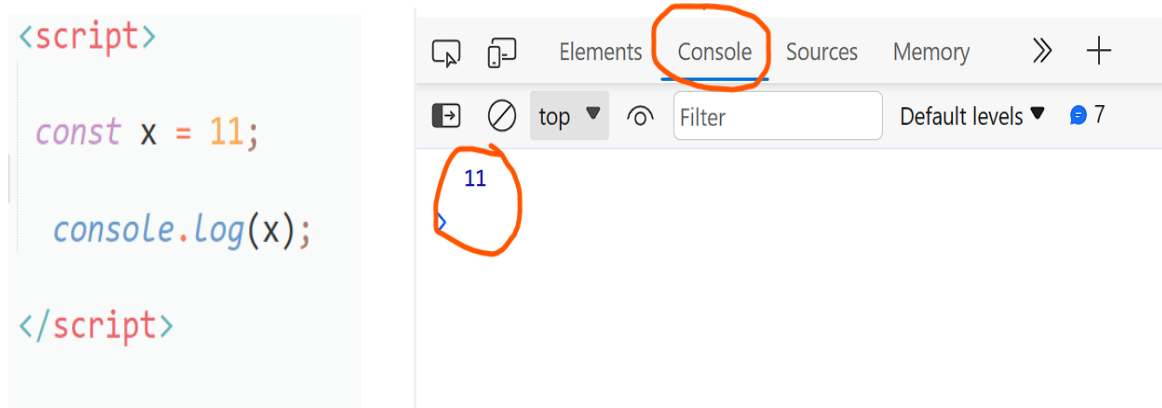 <script>
const x = 11;
console.log(x);
</script>
Elements Console Sources Memory
top Filter Default levels 7
11